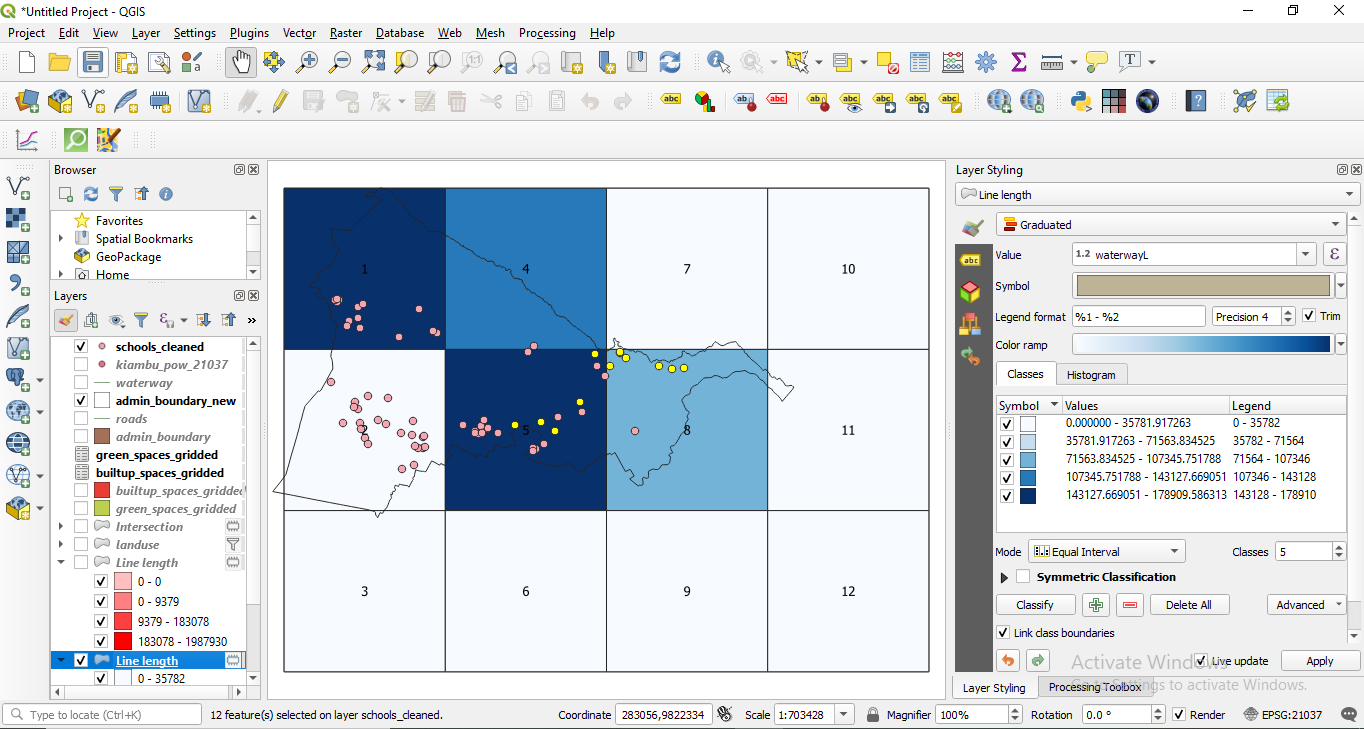 *Untitled Project - QGIS
Project Edit View Layer Settings Plugins Vector Raster Database Web Mesh Processing Help
Browser
Favorites
Spatial Bookmarks
GeoPackage
Home
Layers
schools_cleaned
kiambu_pow_21037
waterway
admin_boundary_new
roads
admin_boundary
green_spaces_gridded
builtup_spaces_gridded
builtup_spaces_gridded
green_spaces_gridded
Intersection
landuse
Line length
0 - 0
0 - 9379
9379 - 183078
183078 - 1987930
Line length
0 - 35782
1 4 7 10
2 5 8 11
3 6 9 12
Layer Styling
Line length
Graduated
Value 1.2 waterwayL
Symbol
Legend format %1 - %2 Precision 4 Trim
Color ramp
Classes Histogram
Symbol Values Legend
0.000000 - 35781.917263 0 - 35782
35781.917263 - 71563.834525 35782 - 71564
71563.834525 - 107345.751788 71564 - 107346
107345.751788 - 143127.669051 107346 - 143128
143127.669051 - 178909.586313 143128 - 178910
Mode Equal Interval Classes 5
Symmetric Classification
Classify Delete All Advanced
Link class boundaries
Live update Apply
Activate Windows
Go to Settings to activate Windows.
Layer Styling Processing Toolbox
Type to locate (Ctrl+K) 12 feature(s) selected on layer schools_cleaned. Coordinate 283056,9822334 Scale 1:703428 Magnifier 100% Rotation 0.0 ° Render EPSG:21037